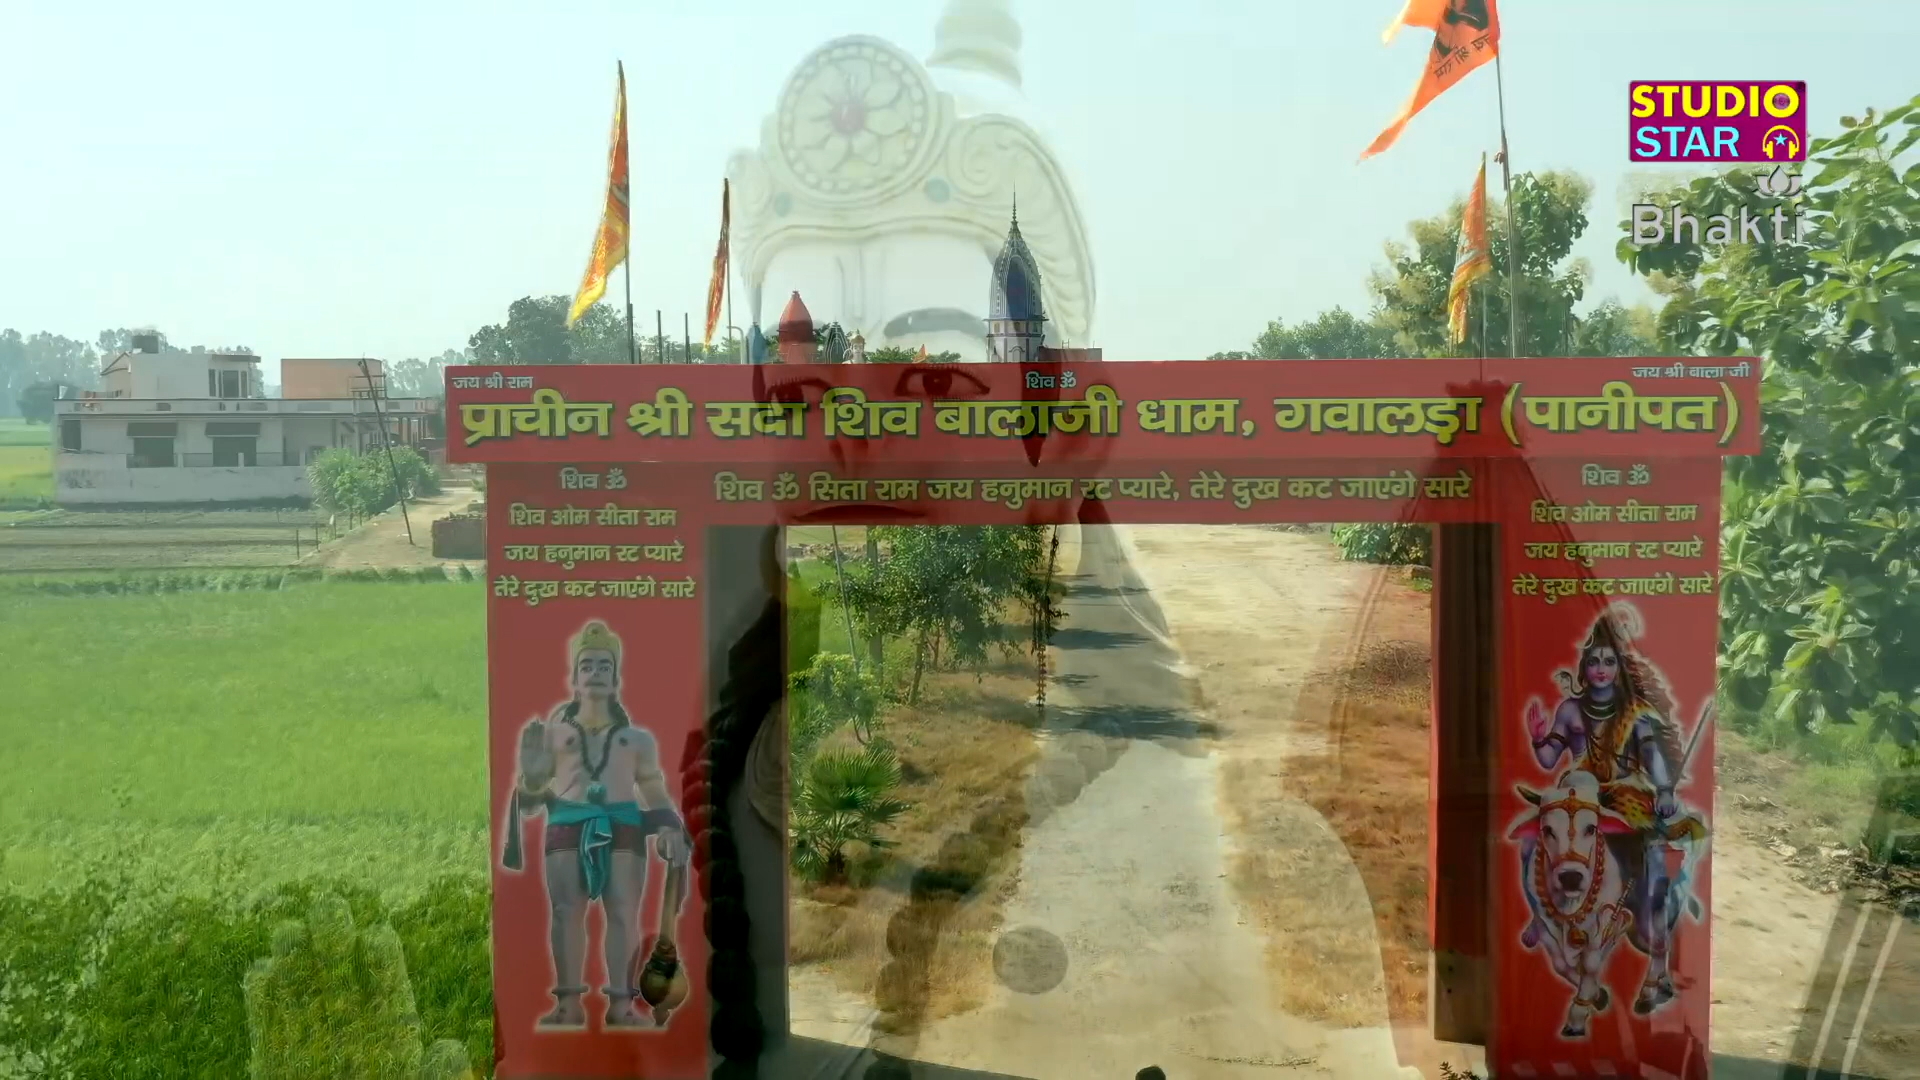 STUDIO
STAR
Bhakti
जय श्री राम
शिव ॐ
जय श्री बाला जी
प्राचीन श्री सदा शिव बालाजी धाम, गवालड़ा (पानीपत)
शिव ॐ सिता राम जय हनुमान रट प्यारे, तेरे दुख कट जाएंगे सारे
शिव ॐ
शिव ओम सीता राम
जय हनुमान रट प्यारे
तेरे दुख कट जाएंगे सारे
शिव ॐ
शिव ओम सीता राम
जय हनुमान रट प्यारे
तेरे दुख कट जाएंगे सारे